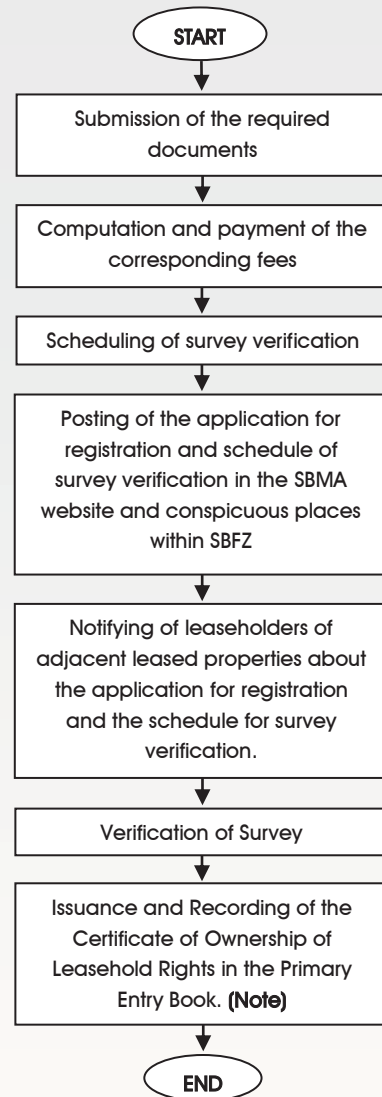 START
Submission of the required
documents
Computation and payment of the
corresponding fees
Scheduling of survey verification
Posting of the application for
registration and schedule of
survey verification in the SBMA
website and conspicuous places
within SBFZ
Notifying of leaseholders of
adjacent leased properties about
the application for registration
and the schedule for survey
verification.
Verification of Survey
Issuance and Recording of the
Certificate of Ownership of
Leasehold Rights in the Primary
Entry Book. (Note)
END